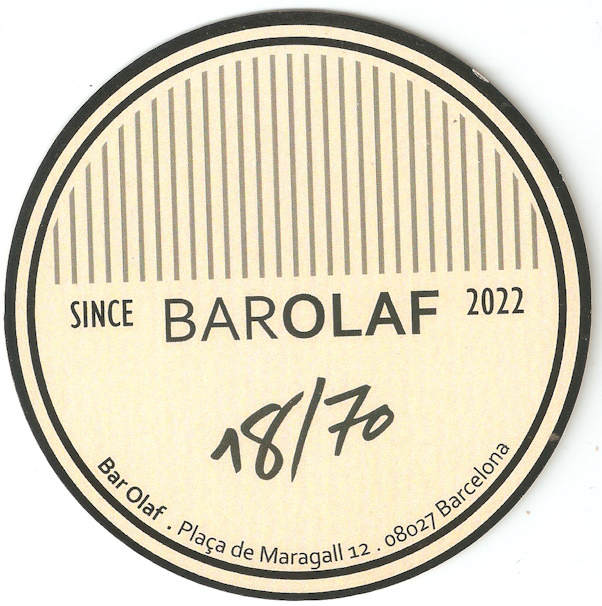 SINCE BAROLAF 2022
18/70
Bar Olaf . Plaça de Maragall 12 . 08027 Barcelona